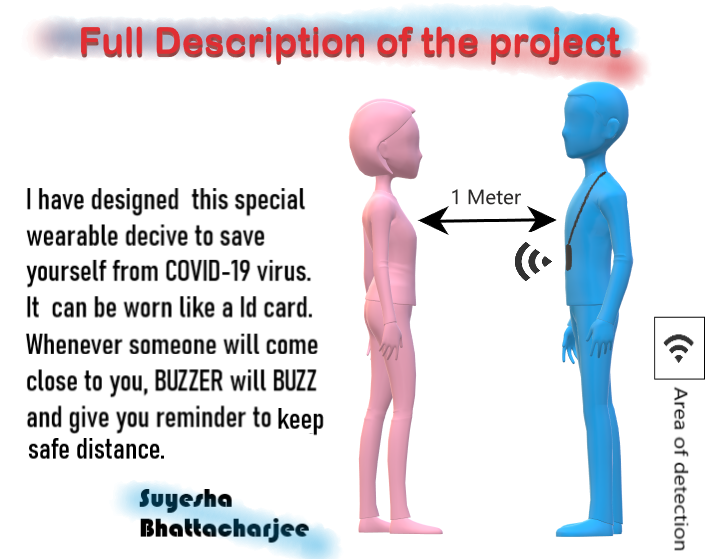 Full Description of the project
I have designed this special
wearable decive to save
yourself from COVID-19 virus.
It can be worn like a Id card.
Whenever someone will come
close to you, BUZZER will BUZZ
and give you reminder to keep
safe distance.
Suyesha
Bhattacharjee
1 Meter
Area of detection